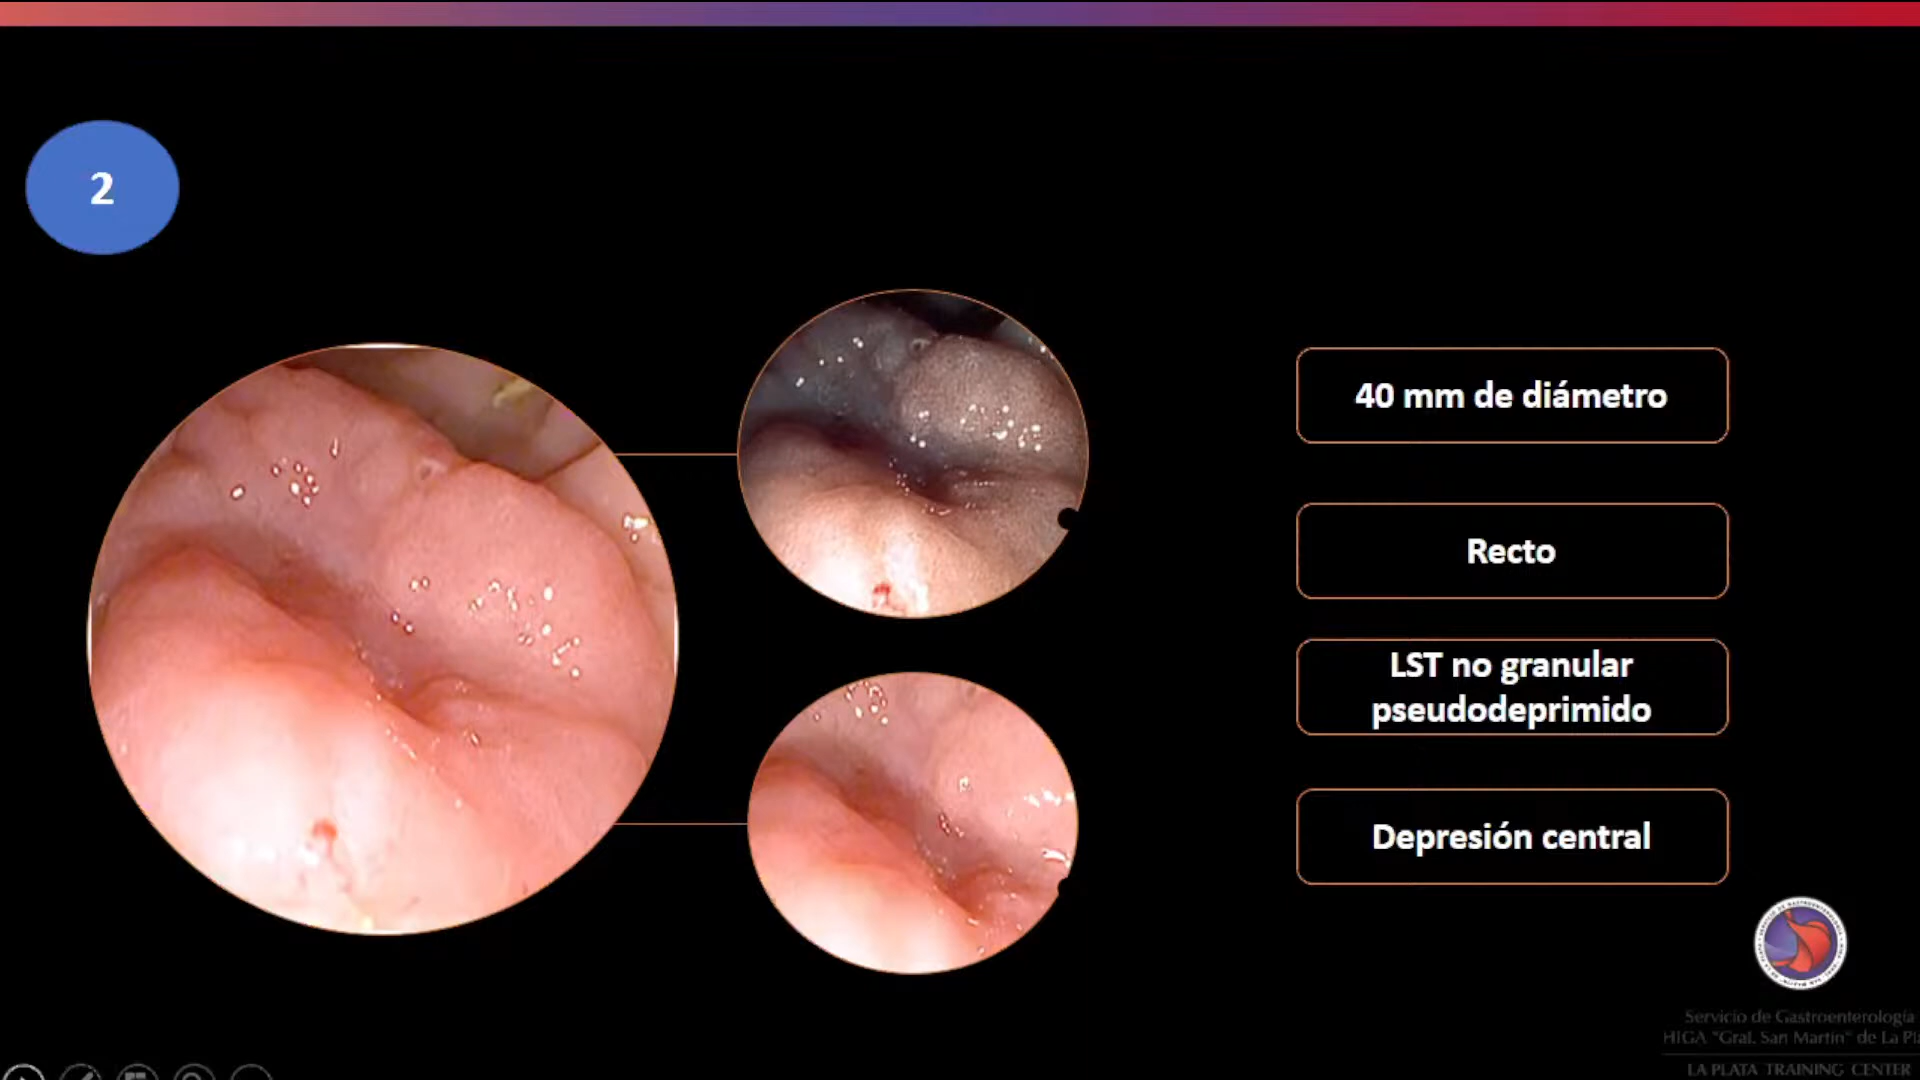 2
40 mm de diámetro
Recto
LST no granular
pseudodeprimido
Depresión central
Servicio de Gastroenterología
HIGA "Gral. San Martín" de La Pla
LA PLATA TRAINING CENTER